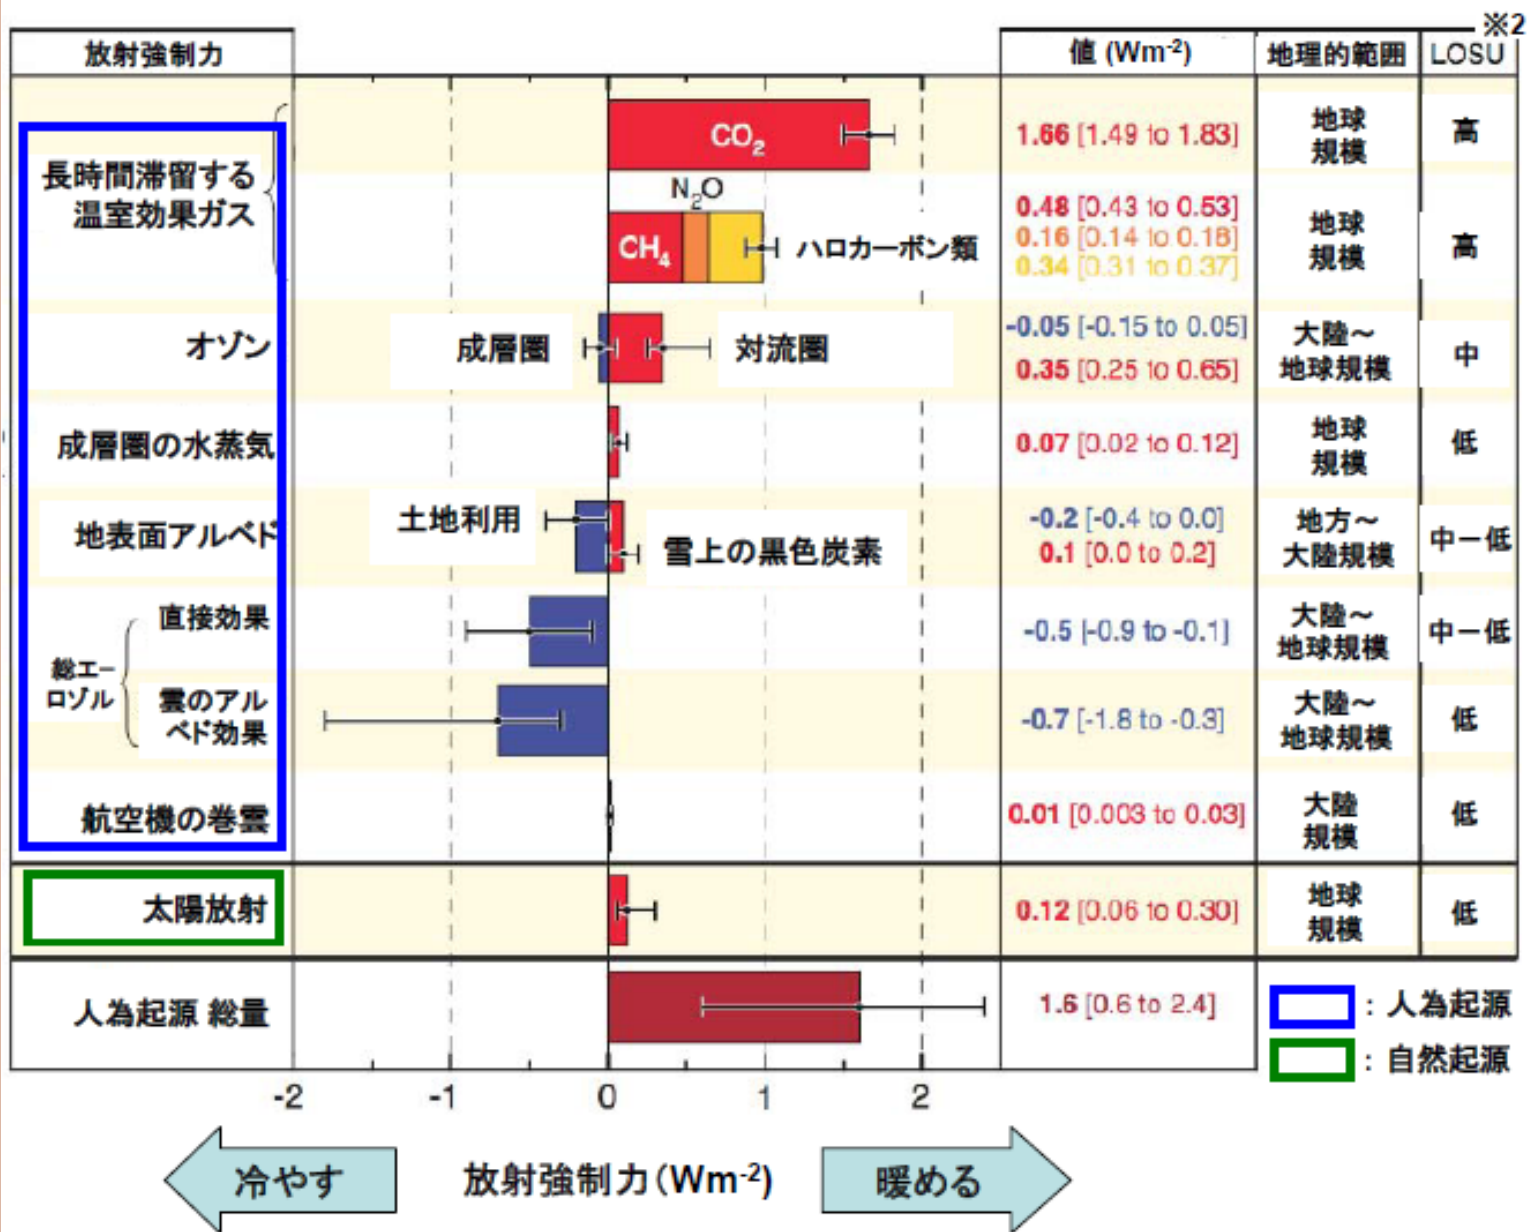 ※2
放射強制力
値 (Wm-2)
地理的範囲
LOSU
長時間滞留する
温室効果ガス
CO2
1.66 [1.49 to 1.83]
地球
規模
高
N2O
CH4
ハロカーボン類
0.48 [0.43 to 0.53]
0.16 [0.14 to 0.18]
0.34 [0.31 to 0.37]
地球
規模
高
オゾン
成層圏
対流圏
-0.05 [-0.15 to 0.05]
0.35 [0.25 to 0.65]
大陸～
地球規模
中
成層圏の水蒸気
0.07 [0.02 to 0.12]
地球
規模
低
地表面アルベド
土地利用
雪上の黒色炭素
-0.2 [-0.4 to 0.0]
0.1 [0.0 to 0.2]
地方～
大陸規模
中－低
総エー
ロゾル
直接効果
-0.5 [-0.9 to -0.1]
大陸～
地球規模
中－低
雲のアル
ベド効果
-0.7 [-1.8 to -0.3]
大陸～
地球規模
低
航空機の巻雲
0.01 [0.003 to 0.03]
大陸
規模
低
太陽放射
0.12 [0.06 to 0.30]
地球
規模
低
人為起源 総量
1.6 [0.6 to 2.4]
：人為起源
：自然起源
-2 -1 0 1 2
冷やす
放射強制力(Wm-2)
暖める